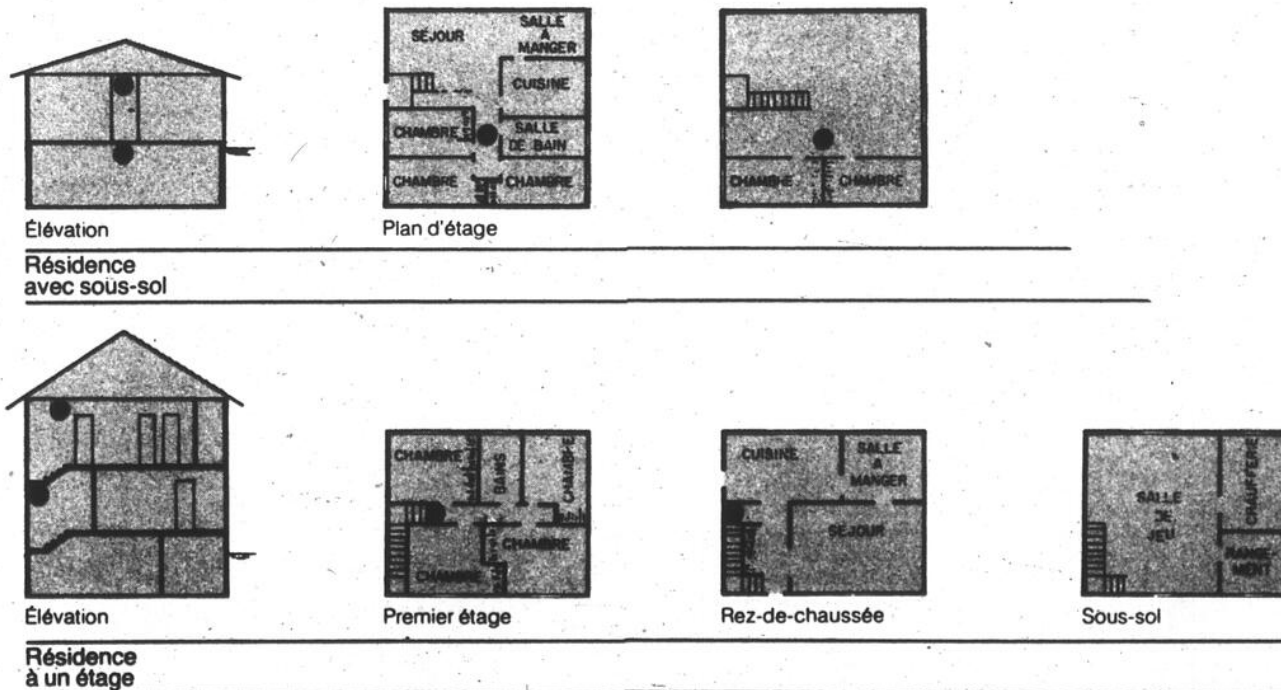 SÉJOUR
SALLE
A
MANGER
CUISINE
CHAMBRE
SALLE
DE BAIN
CHAMBRE
CHAMBRE
CHAMBRE
CHAMBRE
Élévation
Plan d'étage
Résidence
avec sous-sol
CHAMBRE
BAINS
CHAMBRE
CHAMBRE
CHAMBRE
CUISINE
SALLE
A
MANGER
SÉJOUR
SALLE
DE
JEU
CHAUFFERIE
RANGE
MENT
Élévation
Premier étage
Rez-de-chaussée
Sous-sol
Résidence
à un étage